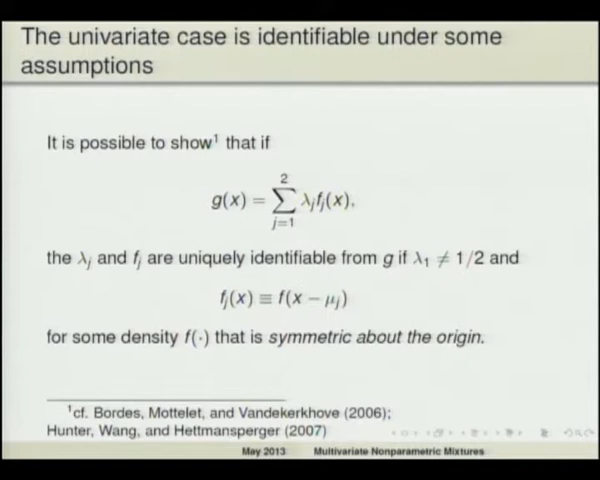 The univariate case is identifiable under some
assumptions
It is possible to show¹ that if
g(x) = ∑_{j=1}^{2} λ_j f_j(x),
the λ_j and f_j are uniquely identifiable from g if λ₁ ≠ 1/2 and
f_j(x) ≡ f(x − μ_j)
for some density f(·) that is symmetric about the origin.
¹cf. Bordes, Mottelet, and Vandekerkhove (2006);
Hunter, Wang, and Hettmansperger (2007)
May 2013 Multivariate Nonparametric Mixtures